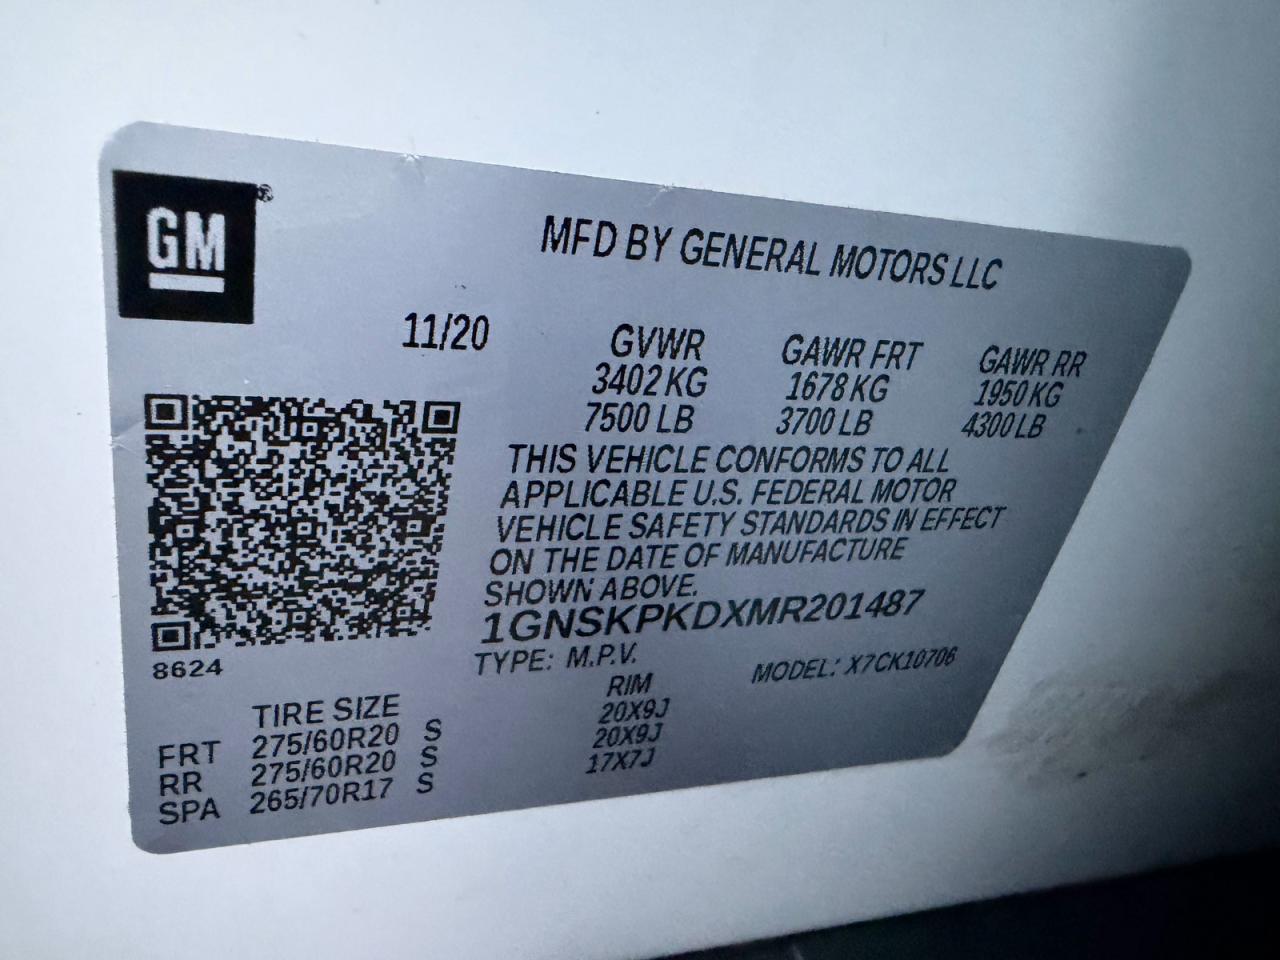 GM®
MFD BY GENERAL MOTORS LLC
11/20 GVWR GAWR FRT GAWR RR
3402 KG 1678 KG 1950 KG
7500 LB 3700 LB 4300 LB
THIS VEHICLE CONFORMS TO ALL
APPLICABLE U.S. FEDERAL MOTOR
VEHICLE SAFETY STANDARDS IN EFFECT
ON THE DATE OF MANUFACTURE
SHOWN ABOVE.
1GNSKPKDXMR201487
8624
TYPE: M.P.V. MODEL: X7CK10706
TIRE SIZE RIM
FRT 275/60R20 S 20X9J
RR 275/60R20 S 20X9J
SPA 265/70R17 S 17X7J